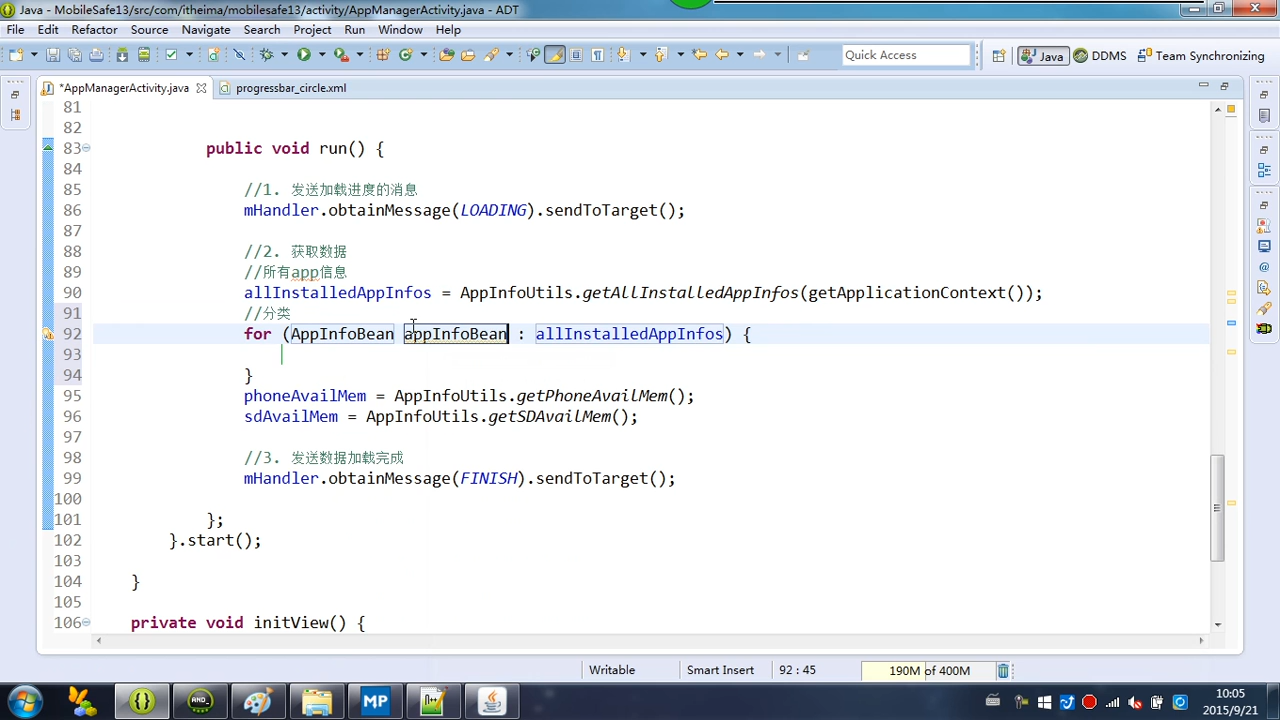 Java - MobileSafe13/src/com/itheima/mobilesafe13/activity/AppManagerActivity.java - ADT
File Edit Refactor Source Navigate Search Project Run Window Help
Quick Access
Java
DDMS
Team Synchronizing
*AppManagerActivity.java
progressbar_circle.xml
81
82
83 public void run() {
84
85 //1. 发送加载进度的消息
86 mHandler.obtainMessage(LOADING).sendToTarget();
87
88 //2. 获取数据
89 //所有app信息
90 allInstalledAppInfos = AppInfoUtils.getAllInstalledAppInfos(getApplicationContext());
91 //分类
92 for (AppInfoBean appInfoBean : allInstalledAppInfos) {
93
94 }
95 phoneAvailMem = AppInfoUtils.getPhoneAvailMem();
96 sdAvailMem = AppInfoUtils.getSDAvailMem();
97
98 //3. 发送数据加载完成
99 mHandler.obtainMessage(FINISH).sendToTarget();
100
101 };
102 }.start();
103
104 }
105
106 private void initView() {
Writable
Smart Insert
92 : 45
190M of 400M
MP
10:05
2015/9/21